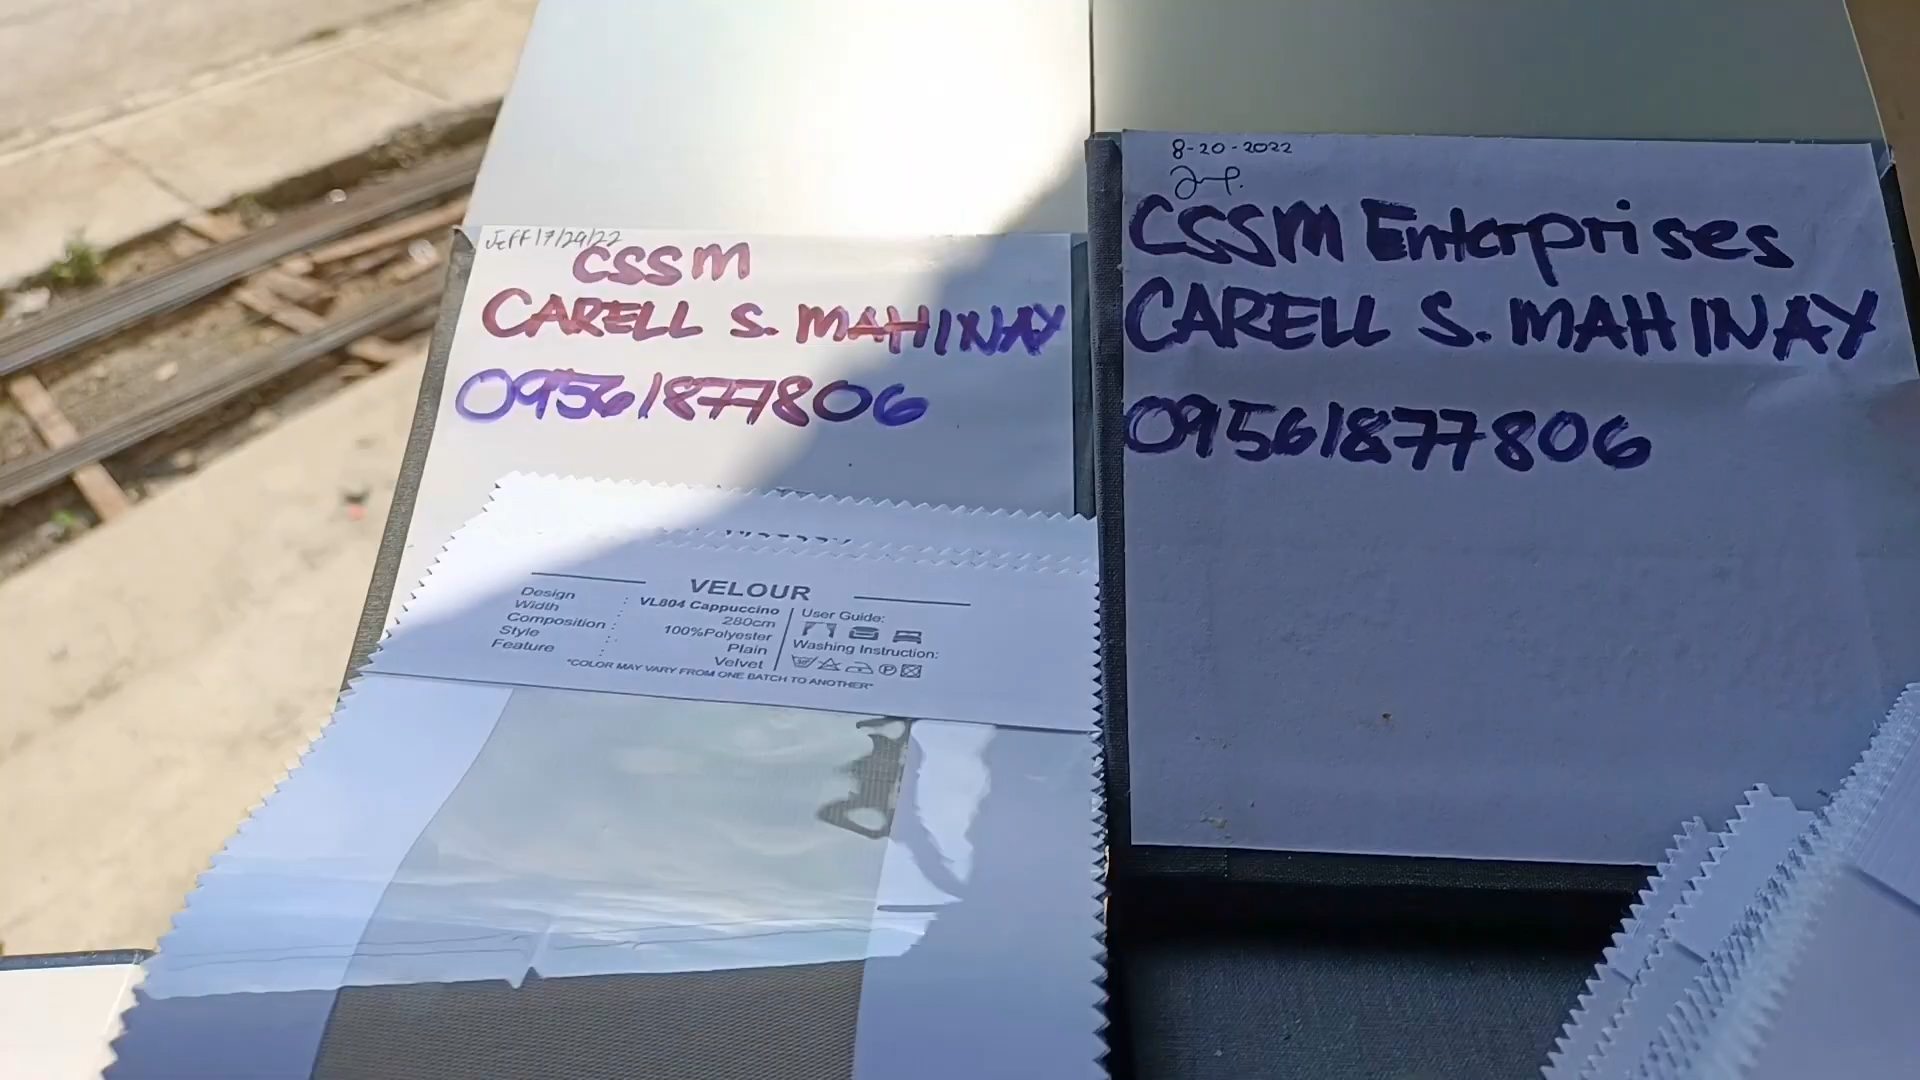 JEFF 7/29/22
CSSM
CARELL S. MAHINAY
09561877806
VELOUR
Design : VL804 Cappuccino
Width : 280cm
Composition : 100%Polyester
Style : Plain
Feature : Velvet
User Guide:
Washing Instruction:
*COLOR MAY VARY FROM ONE BATCH TO ANOTHER*
8-20-2022
CSSM Enterprises
CARELL S. MAHINAY
09561877806